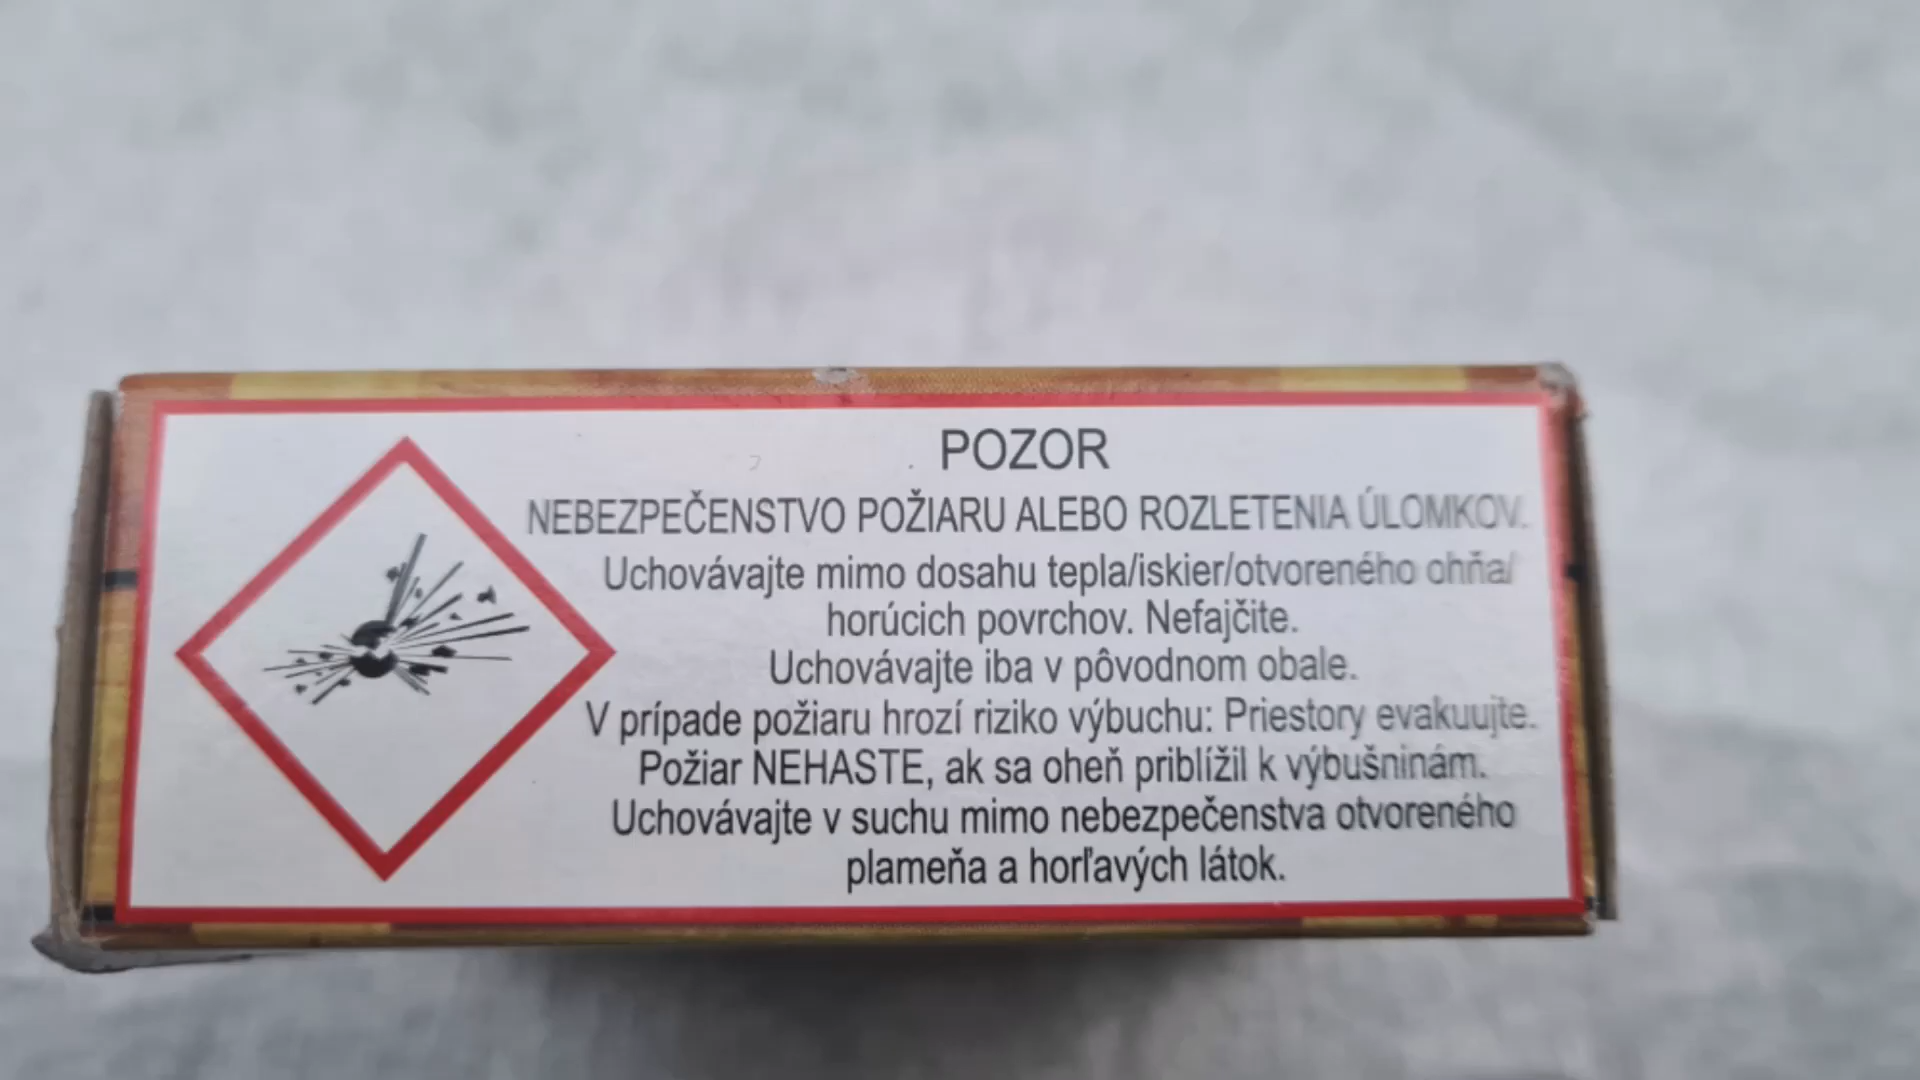 POZOR
NEBEZPEČENSTVO POŽIARU ALEBO ROZLETENIA ÚLOMKOV.
Uchovávajte mimo dosahu tepla/iskier/otvoreného ohňa/
horúcich povrchov. Nefajčite.
Uchovávajte iba v pôvodnom obale.
V prípade požiaru hrozí riziko výbuchu: Priestory evakuujte.
Požiar NEHASTE, ak sa oheň priblížil k výbušninám.
Uchovávajte v suchu mimo nebezpečenstva otvoreného
plameňa a horľavých látok.